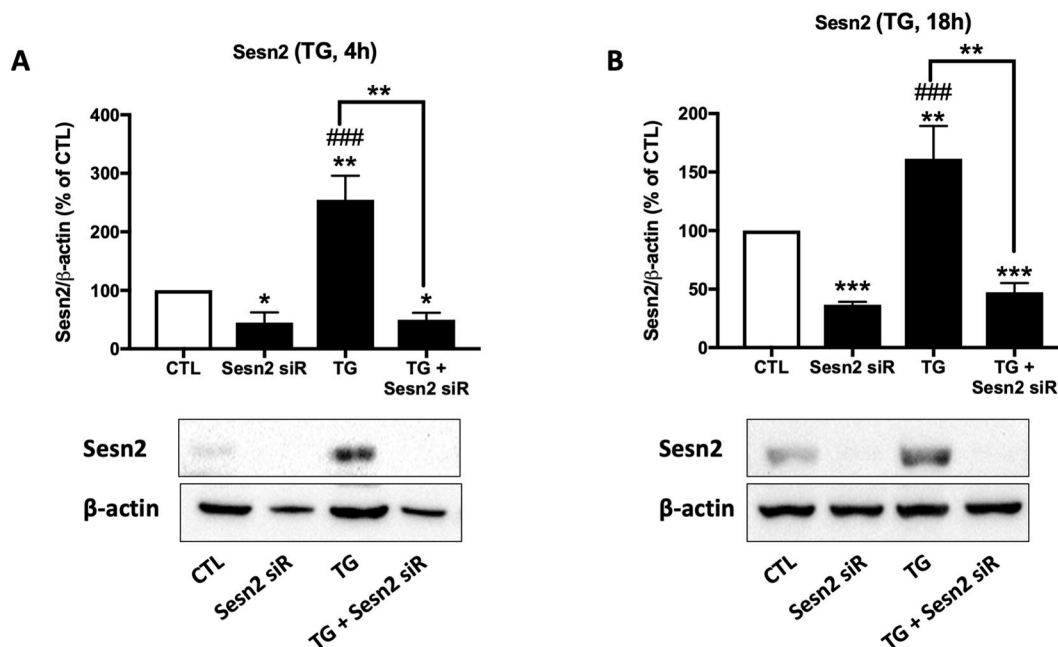 A
Sesn2 (TG, 4h)
**
###
**
*
*
400
300
200
100
0
Sesn2/β-actin (% of CTL)
CTL
Sesn2 siR
TG
TG +
Sesn2 siR
Sesn2
β-actin
CTL
Sesn2 siR
TG
TG + Sesn2 siR
B
Sesn2 (TG, 18h)
**
###
**
***
***
200
150
100
50
0
Sesn2/β-actin (% of CTL)
CTL
Sesn2 siR
TG
TG +
Sesn2 siR
Sesn2
β-actin
CTL
Sesn2 siR
TG
TG + Sesn2 siR